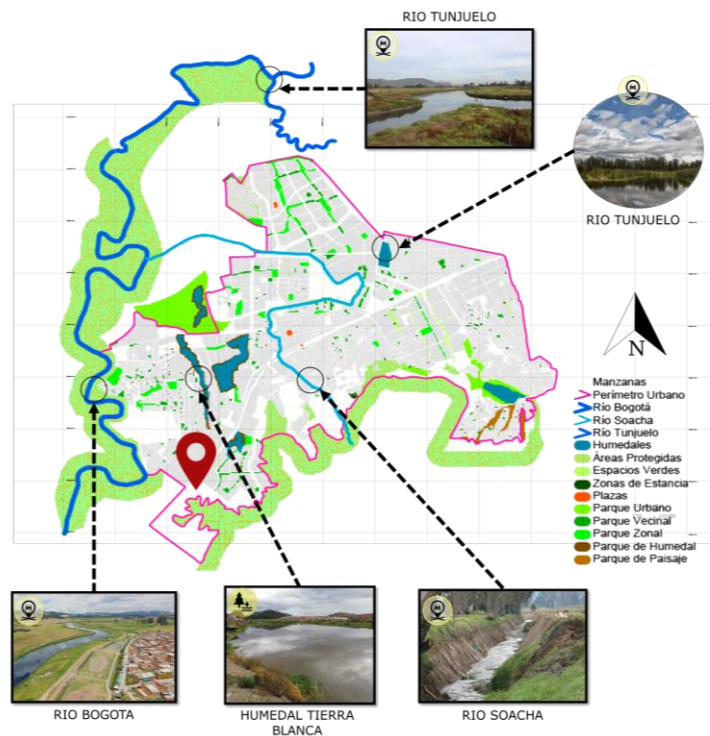 RIO TUNJUELO
RIO TUNJUELO
N
Manzanas
Perímetro Urbano
Río Bogotá
Río Soacha
Río Tunjuelo
Humedales
Áreas Protegidas
Espacios Verdes
Zonas de Estancia
Plazas
Parque Urbano
Parque Vecinal
Parque Zonal
Parque de Humedal
Parque de Paisaje
RIO BOGOTA
HUMEDAL TIERRA
BLANCA
RIO SOACHA